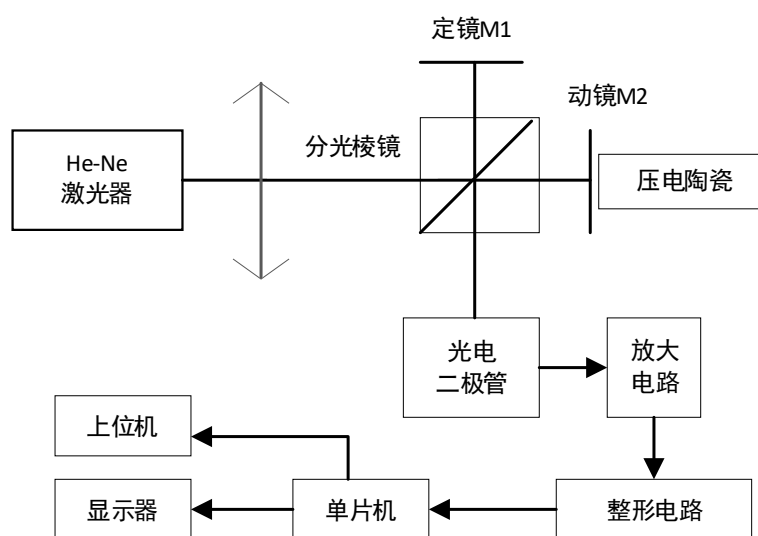 定镜M1
动镜M2
分光棱镜
He-Ne
激光器
压电陶瓷
光电
二极管
放大
电路
上位机
显示器
单片机
整形电路